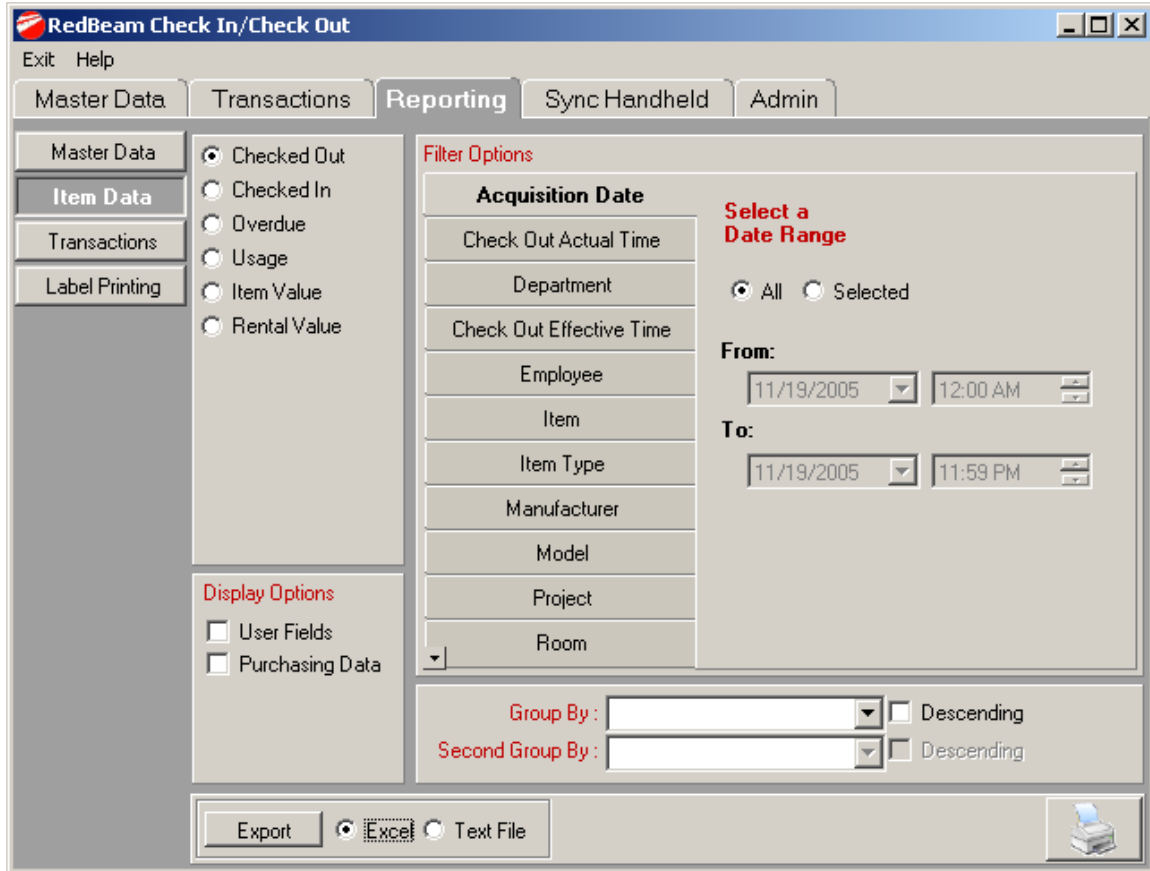 RedBeam Check In/Check Out
Exit Help
Master Data Transactions Reporting Sync Handheld Admin
Master Data
Item Data
Transactions
Label Printing
Checked Out
Checked In
Overdue
Usage
Item Value
Rental Value
Display Options
User Fields
Purchasing Data
Filter Options
Acquisition Date
Check Out Actual Time
Department
Check Out Effective Time
Employee
Item
Item Type
Manufacturer
Model
Project
Room
Select a
Date Range
All Selected
From:
11/19/2005 12:00 AM
To:
11/19/2005 11:59 PM
Group By : Descending
Second Group By : Descending
Export Excel Text File